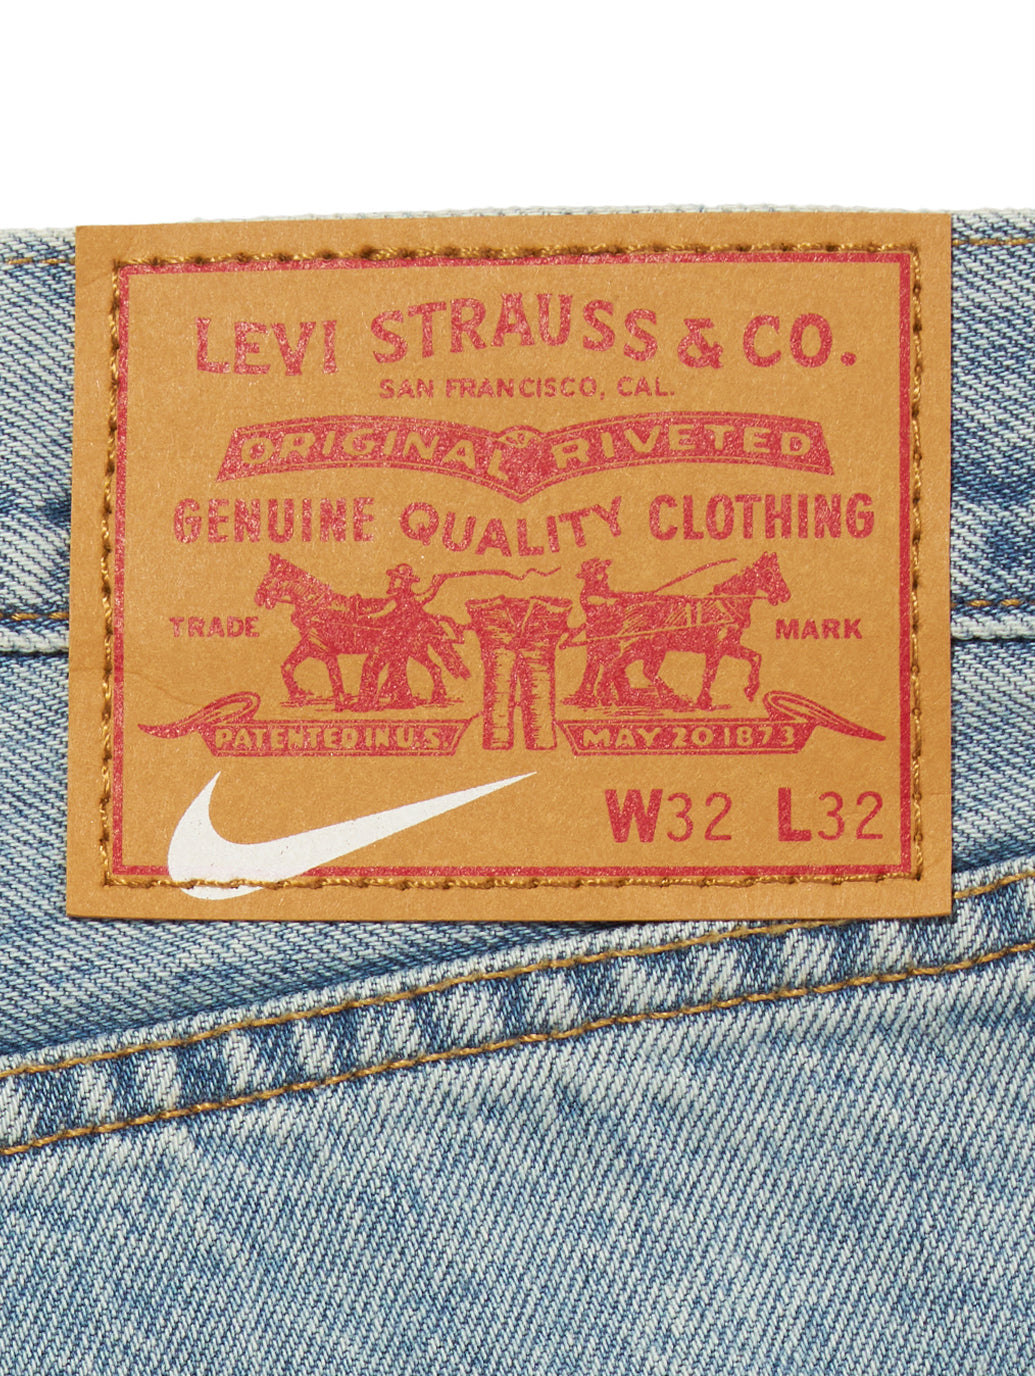 LEVI STRAUSS & CO.
SAN FRANCISCO, CAL.
ORIGINAL RIVETED
GENUINE QUALITY CLOTHING
TRADE MARK
PATENTED IN U.S. MAY 20 1873
W32 L32